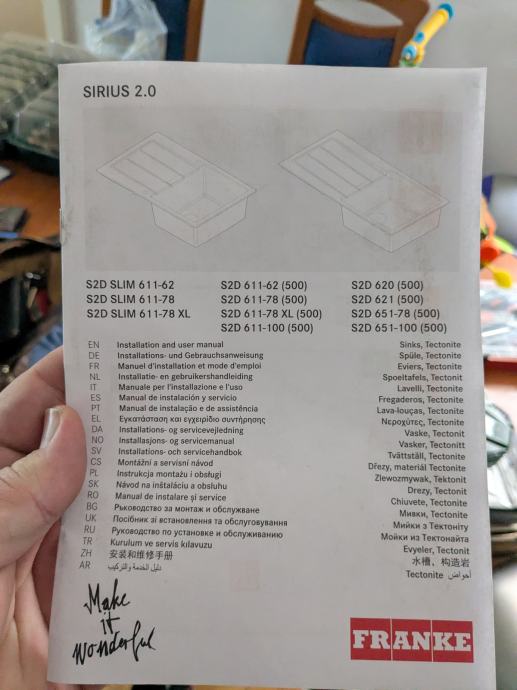 SIRIUS 2.0
S2D SLIM 611-62 S2D 611-62 (500) S2D 620 (500)
S2D SLIM 611-78 S2D 611-78 (500) S2D 621 (500)
S2D SLIM 611-78 XL S2D 611-78 XL (500) S2D 651-78 (500)
S2D 611-100 (500) S2D 651-100 (500)
EN Installation and user manual Sinks, Tectonite
DE Installations- und Gebrauchsanweisung Spüle, Tectonite
FR Manuel d'installation et mode d'emploi Eviers, Tectonite
NL Installatie- en gebruikershandleiding Spoeltafels, Tectonit
IT Manuale per l'installazione e l'uso Lavelli, Tectonite
ES Manual de instalación y servicio Fregaderos, Tectonite
PT Manual de instalação e de assistência Lava-louças, Tectonite
EL Εγκατάσταση και εγχειρίδιο συντήρησης Νεροχύτες, Tectonite
DA Installations- og servicevejledning Vaske, Tectonit
NO Installasjons- og servicemanual Vasker, Tectonitt
SV Installations- och servicehandbok Tvättställ, Tectonite
CS Montážní a servisní návod Dřezy, materiál Tectonite
PL Instrukcja montażu i obsługi Zlewozmywak, Tektonit
SK Návod na inštaláciu a obsluhu Drezy, Tectonit
RO Manual de instalare și service Chiuvete, Tectonite
BG Ръководство за монтаж и обслужване Мивки, Tectonite
UK Посібник зі встановлення та обслуговування Мийки з Тектоніту
RU Руководство по установке и обслуживанию Мойки из Тектонайта
TR Kurulum ve servis kılavuzu Evyeler, Tectonit
ZH 安装和维修手册 水槽、构造岩
AR دليل الخدمة والتركيب أحواض Tectonite
Make
it
Wonderful
FRANKE